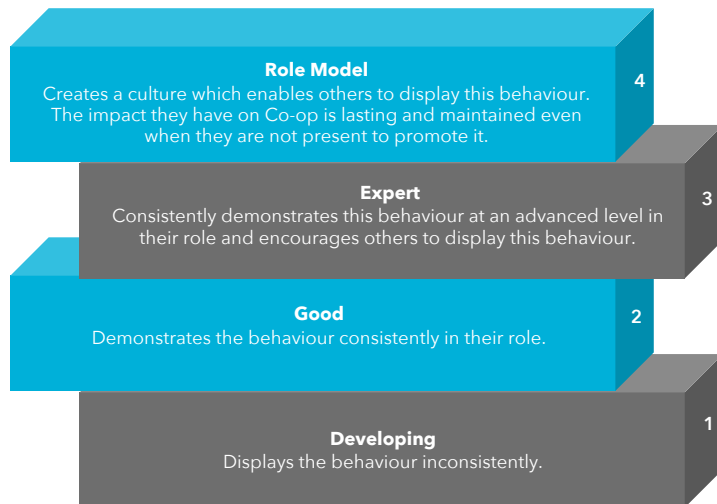 Role Model
Creates a culture which enables others to display this behaviour.
The impact they have on Co-op is lasting and maintained even
when they are not present to promote it.
4
Expert
Consistently demonstrates this behaviour at an advanced level in
their role and encourages others to display this behaviour.
3
Good
Demonstrates the behaviour consistently in their role.
2
Developing
Displays the behaviour inconsistently.
1